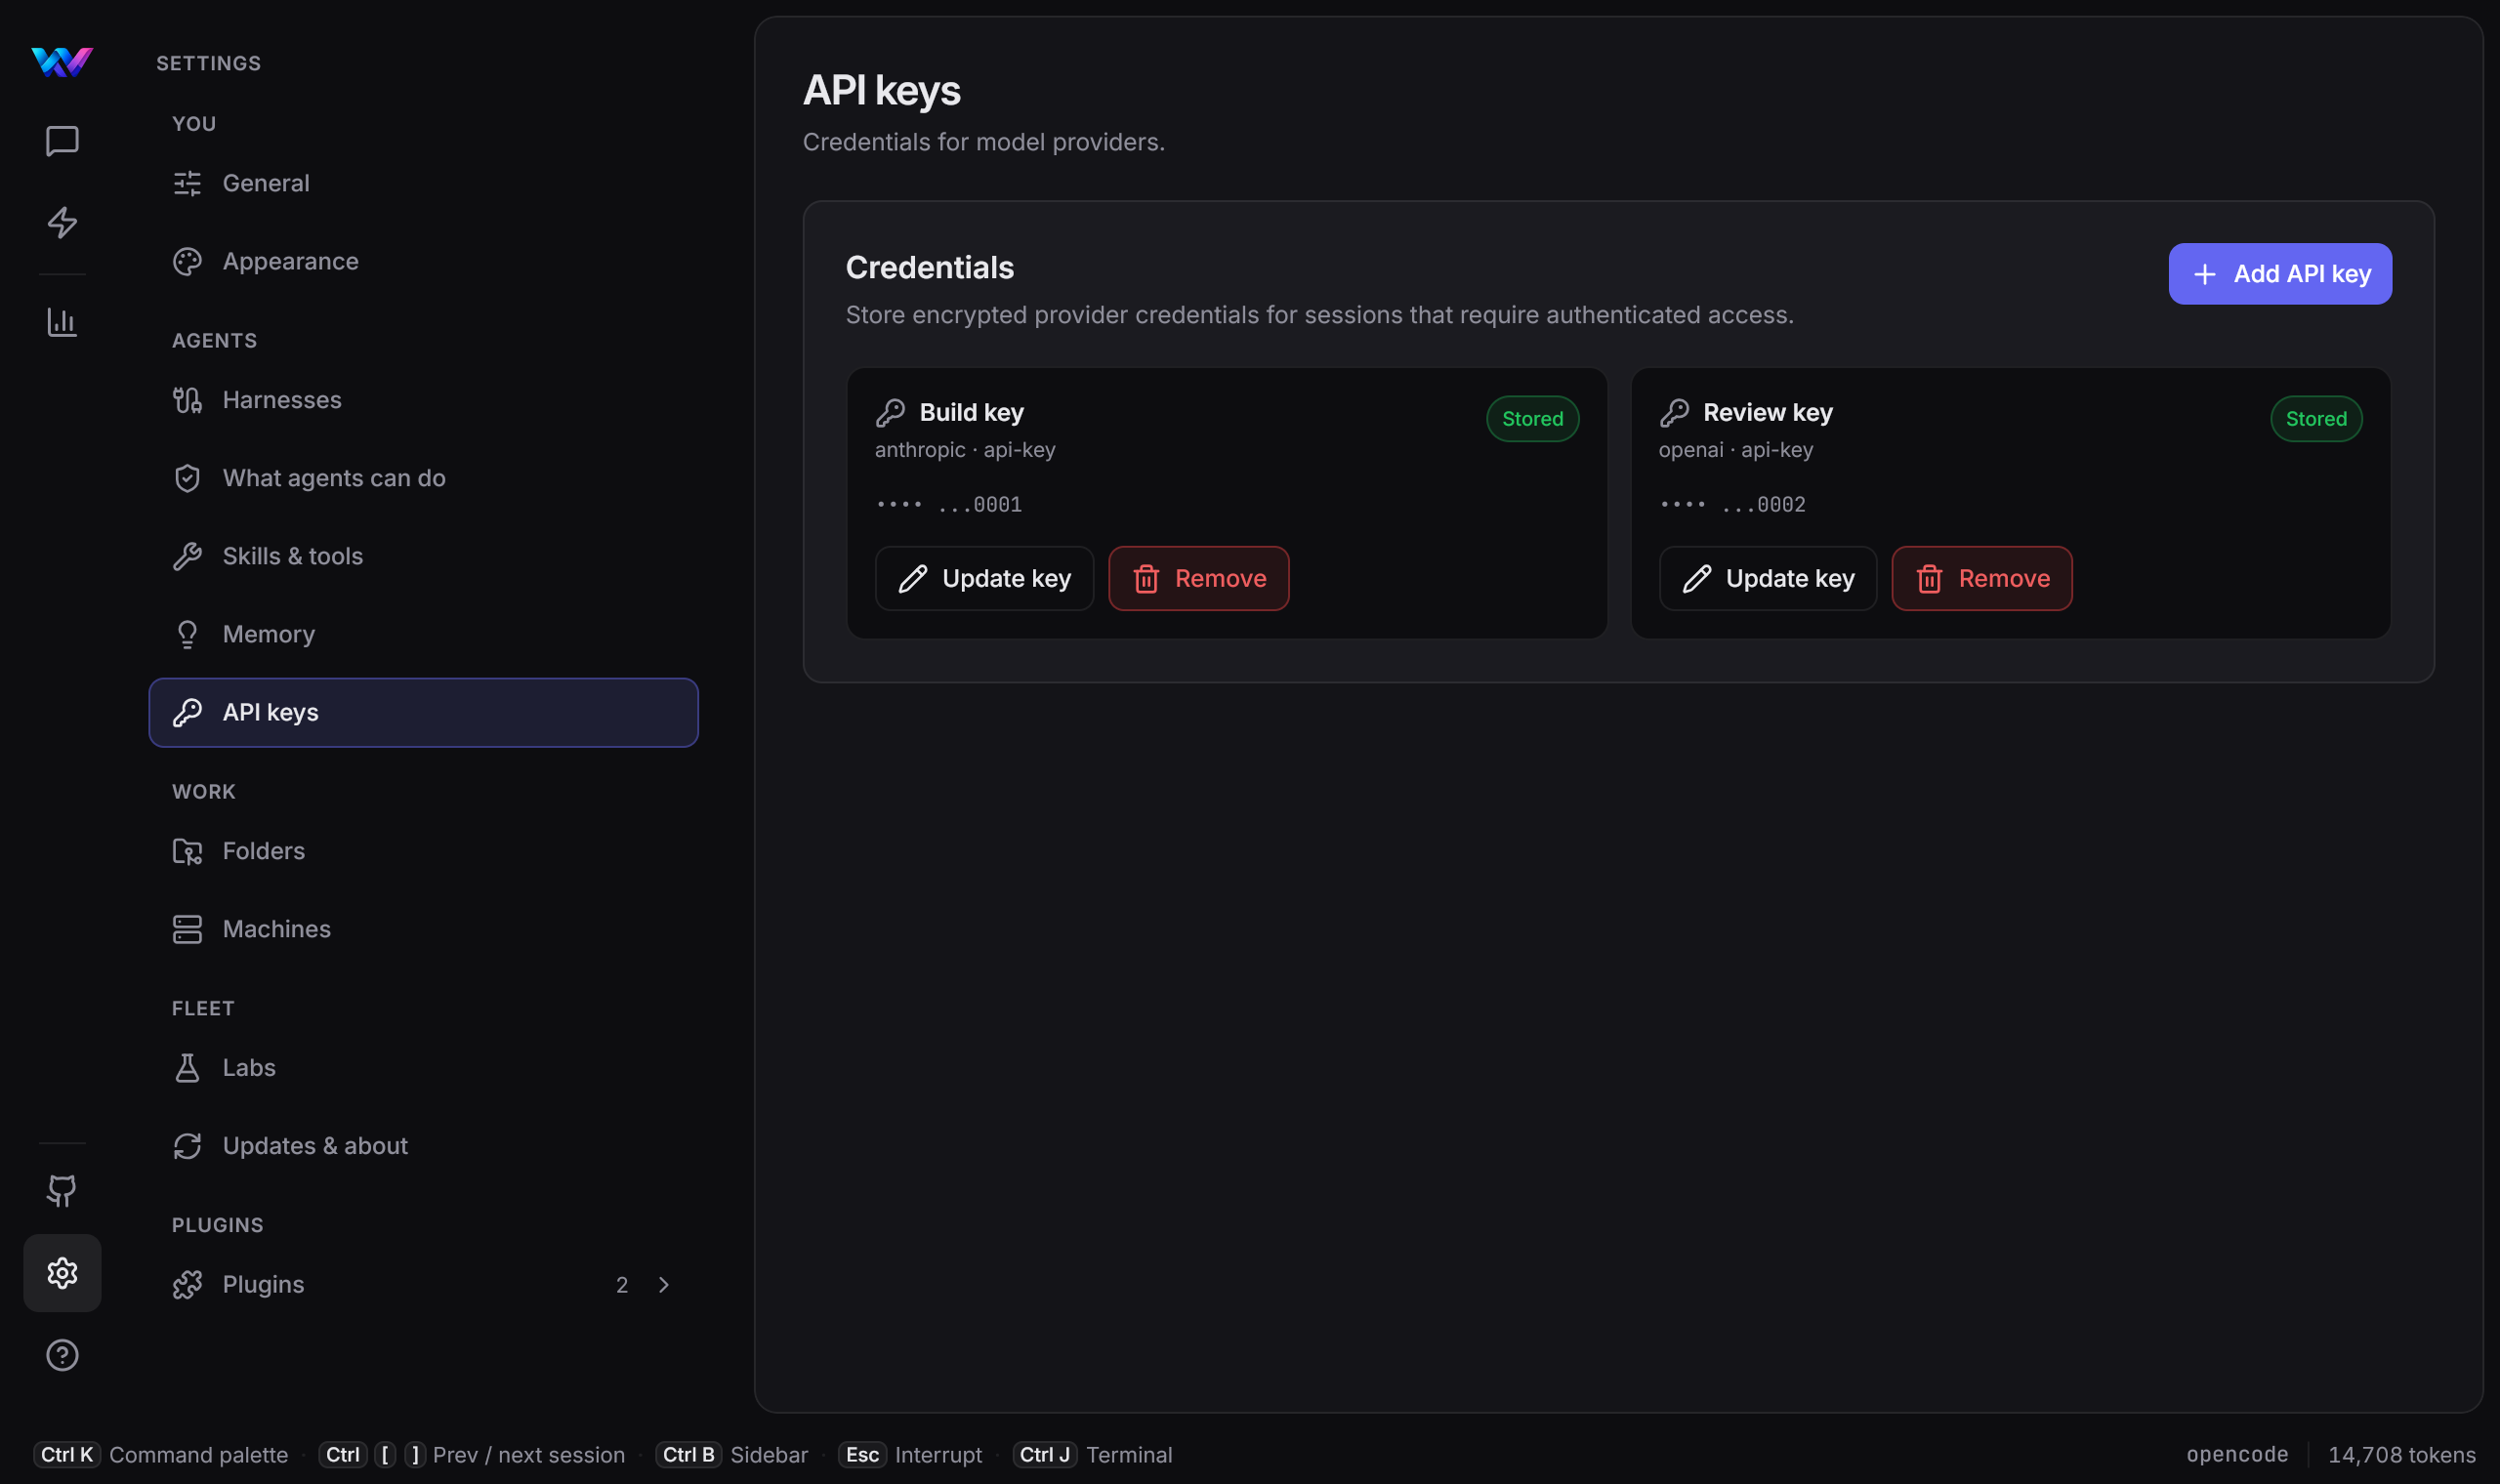 SETTINGS
YOU
General
Appearance
AGENTS
Harnesses
What agents can do
Skills & tools
Memory
API keys
WORK
Folders
Machines
FLEET
Labs
Updates & about
PLUGINS
Plugins 2
API keys
Credentials for model providers.
Credentials
Add API key
Store encrypted provider credentials for sessions that require authenticated access.
Build key
Stored
anthropic · api-key
•••• ...0001
Update key Remove
Review key
Stored
openai · api-key
•••• ...0002
Update key Remove
Ctrl K Command palette · Ctrl [ ] Prev / next session · Ctrl B Sidebar · Esc Interrupt · Ctrl J Terminal
opencode 14,708 tokens